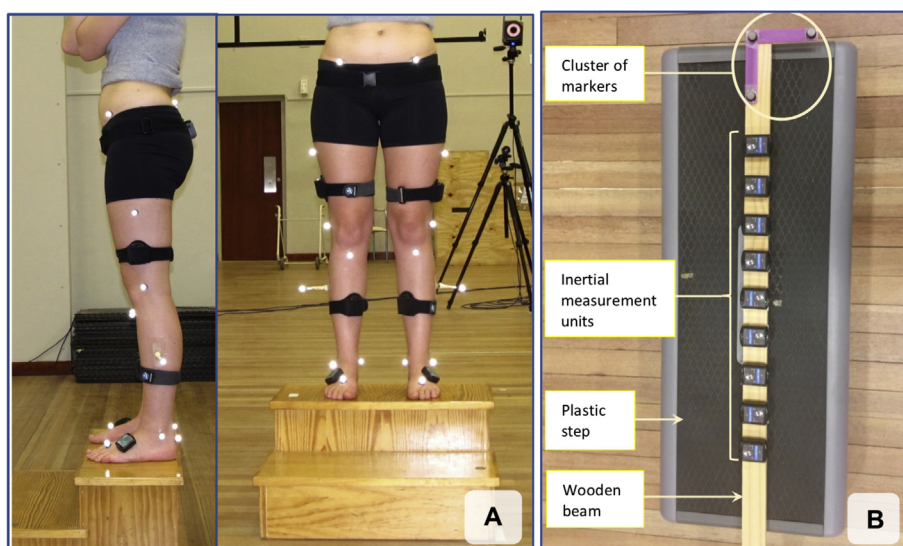 A
Cluster of
markers
Inertial
measurement
units
Plastic
step
Wooden
beam
B